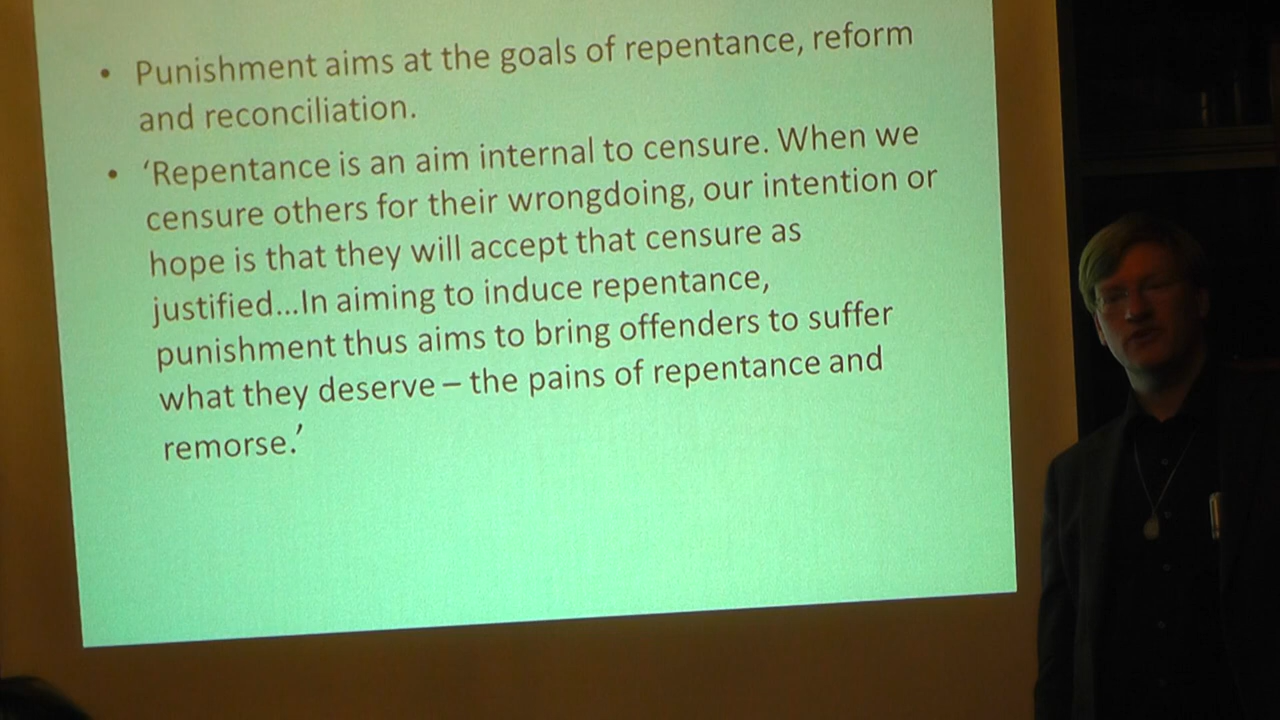 • Punishment aims at the goals of repentance, reform
and reconciliation.
• ‘Repentance is an aim internal to censure. When we
censure others for their wrongdoing, our intention or
hope is that they will accept that censure as
justified...In aiming to induce repentance,
punishment thus aims to bring offenders to suffer
what they deserve – the pains of repentance and
remorse.’